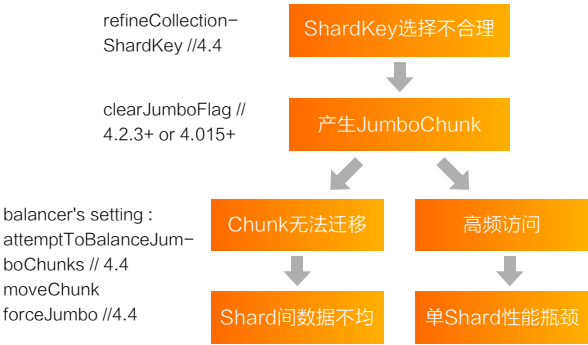 refineCollection-
ShardKey //4.4
ShardKey选择不合理
clearJumboFlag //
4.2.3+ or 4.015+
产生JumboChunk
balancer's setting :
attemptToBalanceJum-
boChunks // 4.4
moveChunk
forceJumbo //4.4
Chunk无法迁移
高频访问
Shard间数据不均
单Shard性能瓶颈